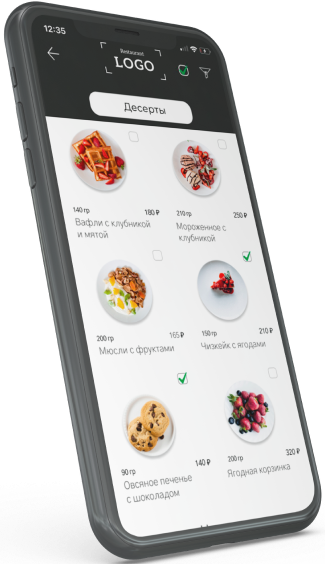 12:35
Restaurant
LOGO
Десерты
140 гр 180 ₽
Вафли с клубникой
и мятой
210 гр 250 ₽
Мороженное с
клубникой
200 гр 165 ₽
Мюсли с фруктами
150 гр 210 ₽
Чизкейк с ягодами
90 гр 140 ₽
Овсяное печенье
с шоколадом
200 гр 320 ₽
Ягодная корзинка